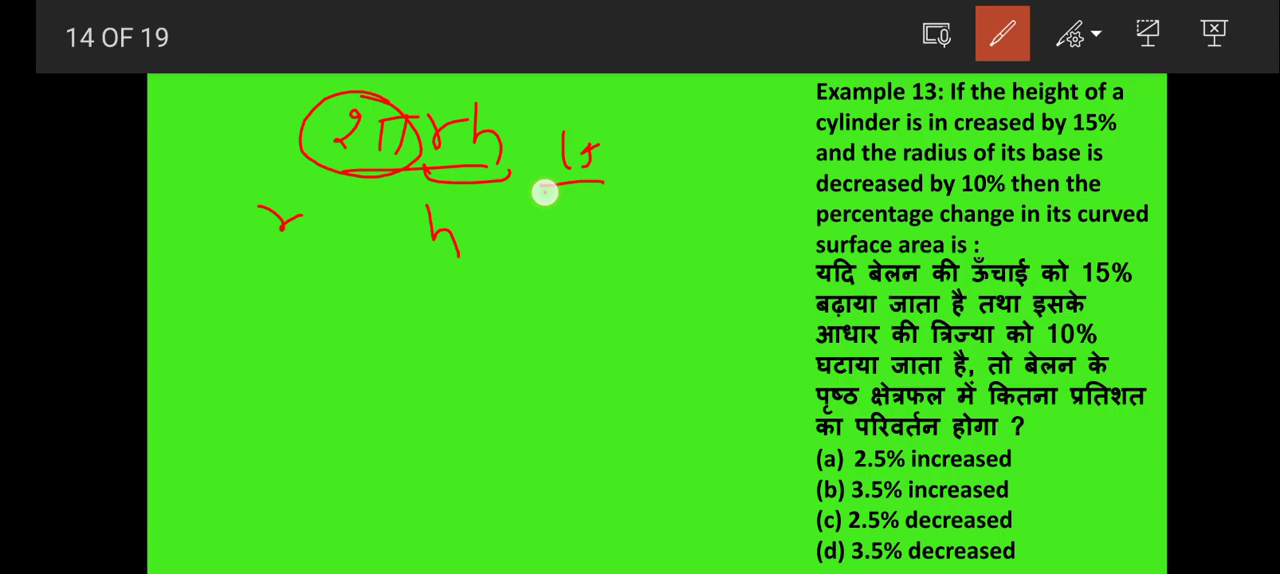 14 OF 19
2πrh
15
r
h
Example 13: If the height of a
cylinder is in creased by 15%
and the radius of its base is
decreased by 10% then the
percentage change in its curved
surface area is :
यदि बेलन की ऊँचाई को 15%
बढ़ाया जाता है तथा इसके
आधार की त्रिज्या को 10%
घटाया जाता है, तो बेलन के
पृष्ठ क्षेत्रफल में कितना प्रतिशत
का परिवर्तन होगा ?
(a) 2.5% increased
(b) 3.5% increased
(c) 2.5% decreased
(d) 3.5% decreased